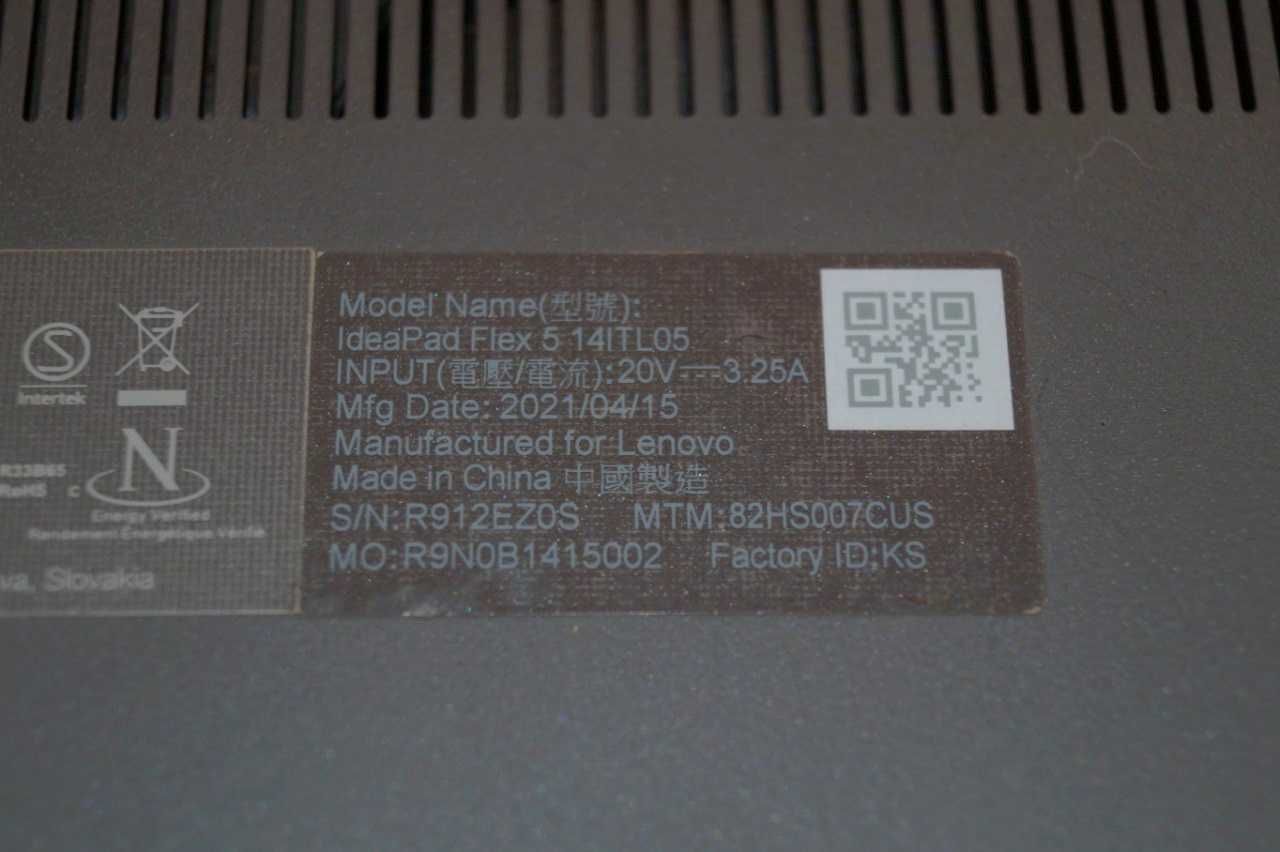 Intertek
R33B65
RoHS
C
N
Energy Verified
Rendement Énergétique Vérifié
va, Slovakia
Model Name(型號):
IdeaPad Flex 5 14ITL05
INPUT(電壓/電流):20V⎓3.25A
Mfg Date: 2021/04/15
Manufactured for Lenovo
Made in China 中國製造
S/N:R912EZ0S MTM:82HS007CUS
MO:R9N0B1415002 Factory ID:KS